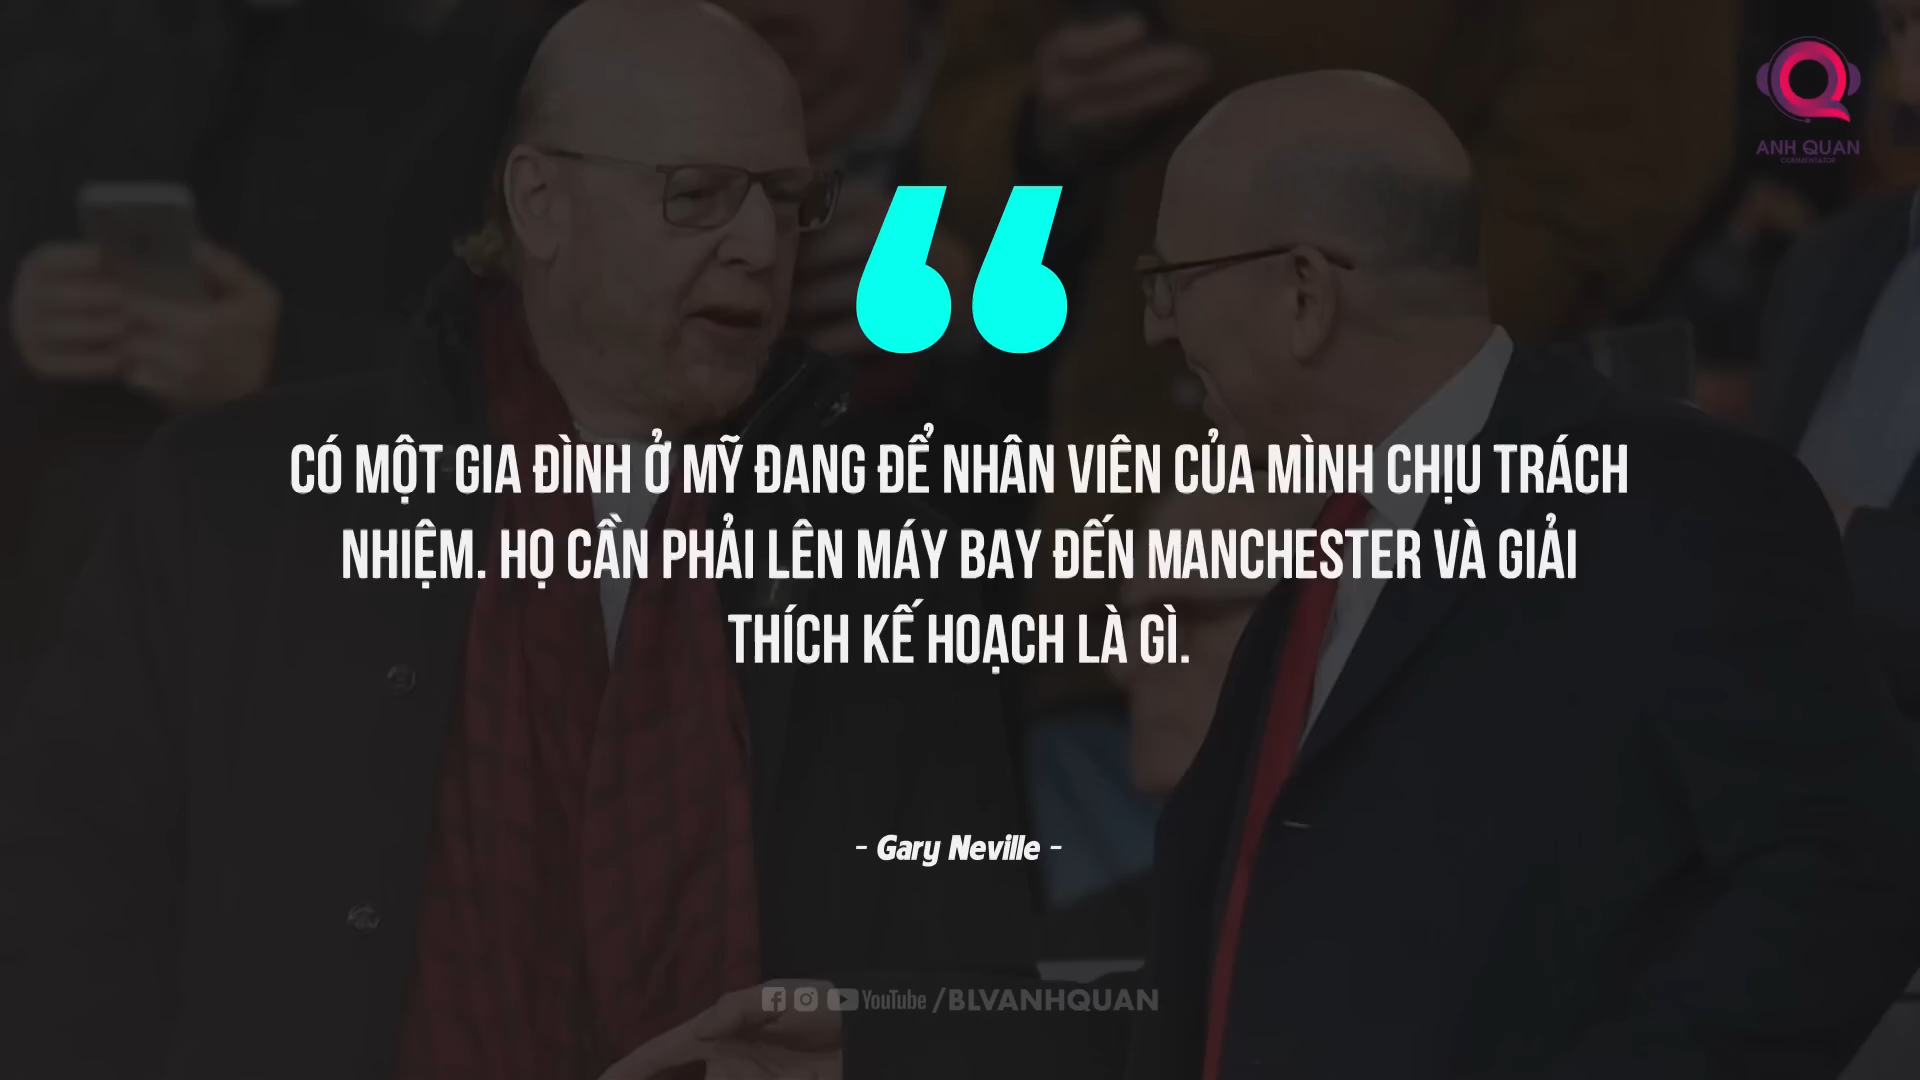 ANH QUAN
COMMENTATOR
CÓ MỘT GIA ĐÌNH Ở MỸ ĐANG ĐỂ NHÂN VIÊN CỦA MÌNH CHỊU TRÁCH
NHIỆM. HỌ CẦN PHẢI LÊN MÁY BAY ĐẾN MANCHESTER VÀ GIẢI
THÍCH KẾ HOẠCH LÀ GÌ.
- Gary Neville -
YouTube /BLVANHQUAN